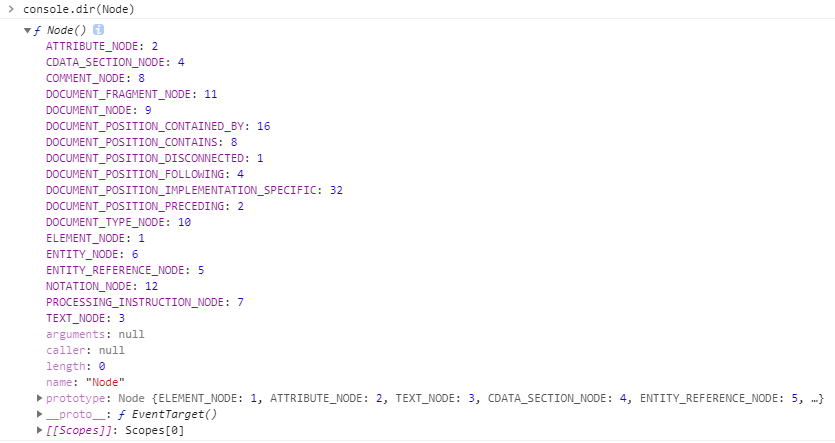 > console.dir(Node)
▼ƒ Node() i
ATTRIBUTE_NODE: 2
CDATA_SECTION_NODE: 4
COMMENT_NODE: 8
DOCUMENT_FRAGMENT_NODE: 11
DOCUMENT_NODE: 9
DOCUMENT_POSITION_CONTAINED_BY: 16
DOCUMENT_POSITION_CONTAINS: 8
DOCUMENT_POSITION_DISCONNECTED: 1
DOCUMENT_POSITION_FOLLOWING: 4
DOCUMENT_POSITION_IMPLEMENTATION_SPECIFIC: 32
DOCUMENT_POSITION_PRECEDING: 2
DOCUMENT_TYPE_NODE: 10
ELEMENT_NODE: 1
ENTITY_NODE: 6
ENTITY_REFERENCE_NODE: 5
NOTATION_NODE: 12
PROCESSING_INSTRUCTION_NODE: 7
TEXT_NODE: 3
arguments: null
caller: null
length: 0
name: "Node"
▶prototype: Node {ELEMENT_NODE: 1, ATTRIBUTE_NODE: 2, TEXT_NODE: 3, CDATA_SECTION_NODE: 4, ENTITY_REFERENCE_NODE: 5, …}
▶__proto__: ƒ EventTarget()
▶[[Scopes]]: Scopes[0]